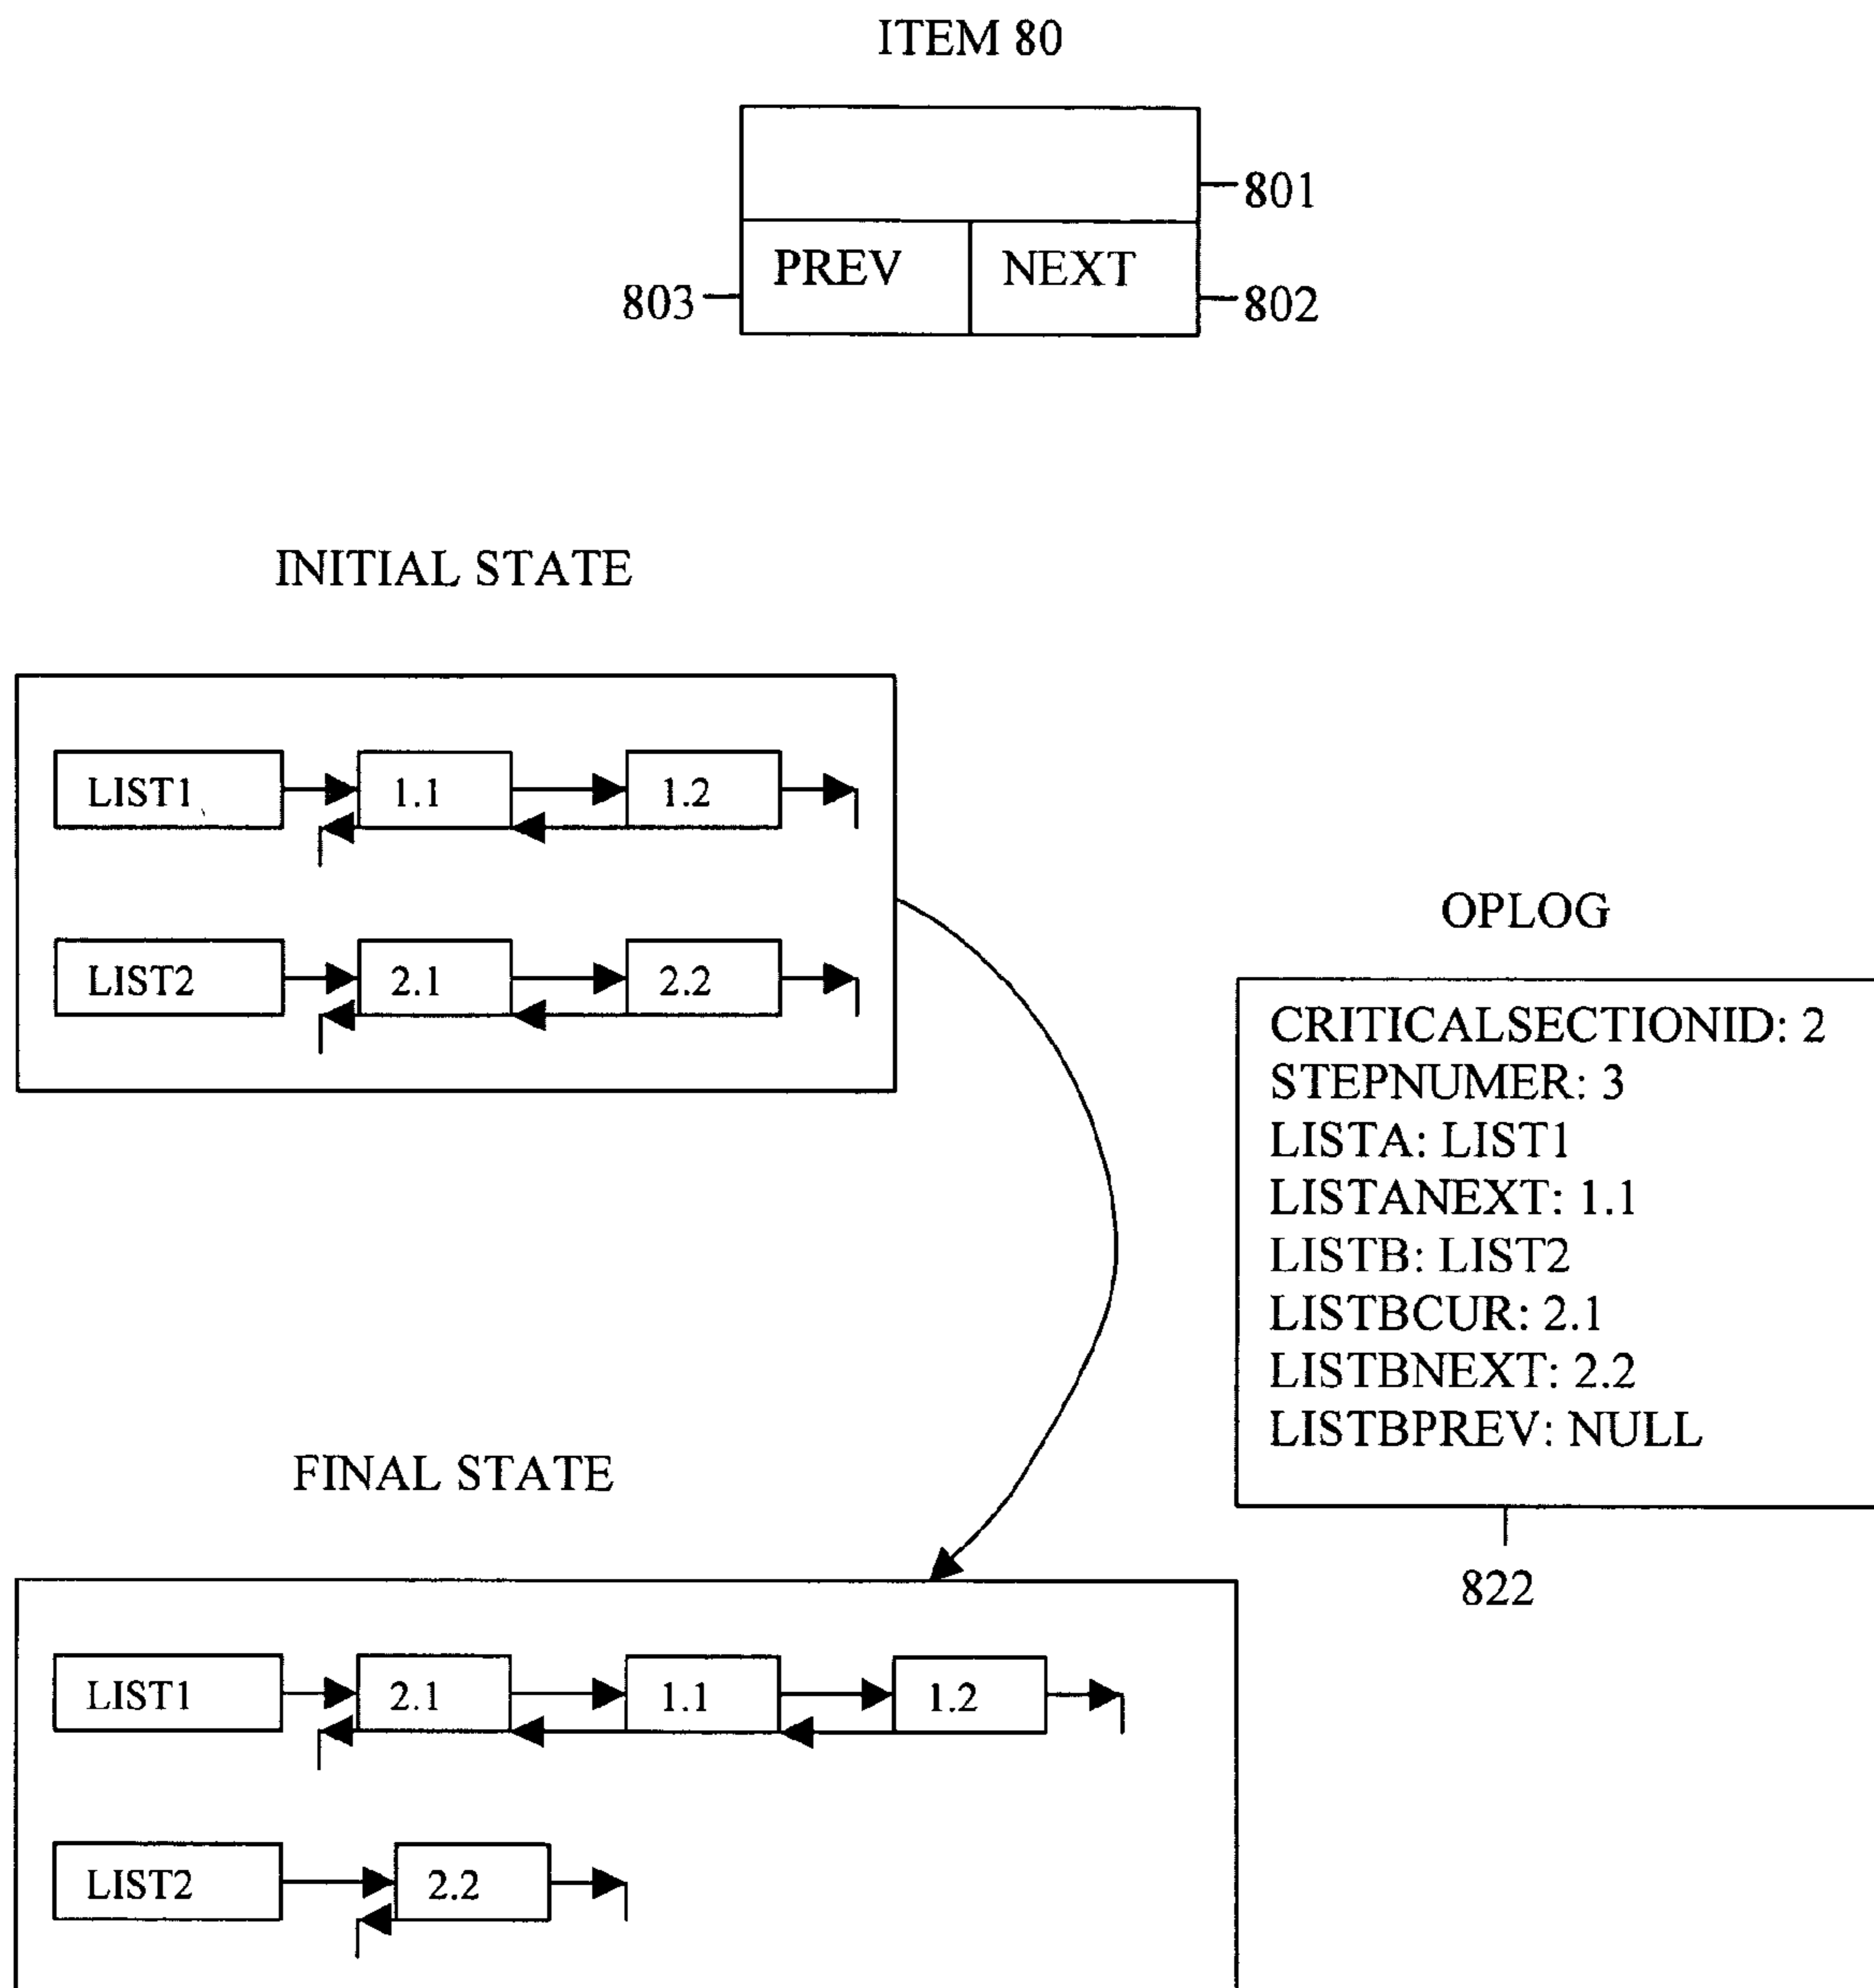 ITEM 80
801
PREV NEXT
803
802
INITIAL STATE
LIST1 1.1 1.2
LIST2 2.1 2.2
OPLOG
CRITICALSECTIONID: 2
STEPNUMER: 3
LISTA: LIST1
LISTANEXT: 1.1
LISTB: LIST2
LISTBCUR: 2.1
LISTBNEXT: 2.2
LISTBPREV: NULL
822
FINAL STATE
LIST1 2.1 1.1 1.2
LIST2 2.2